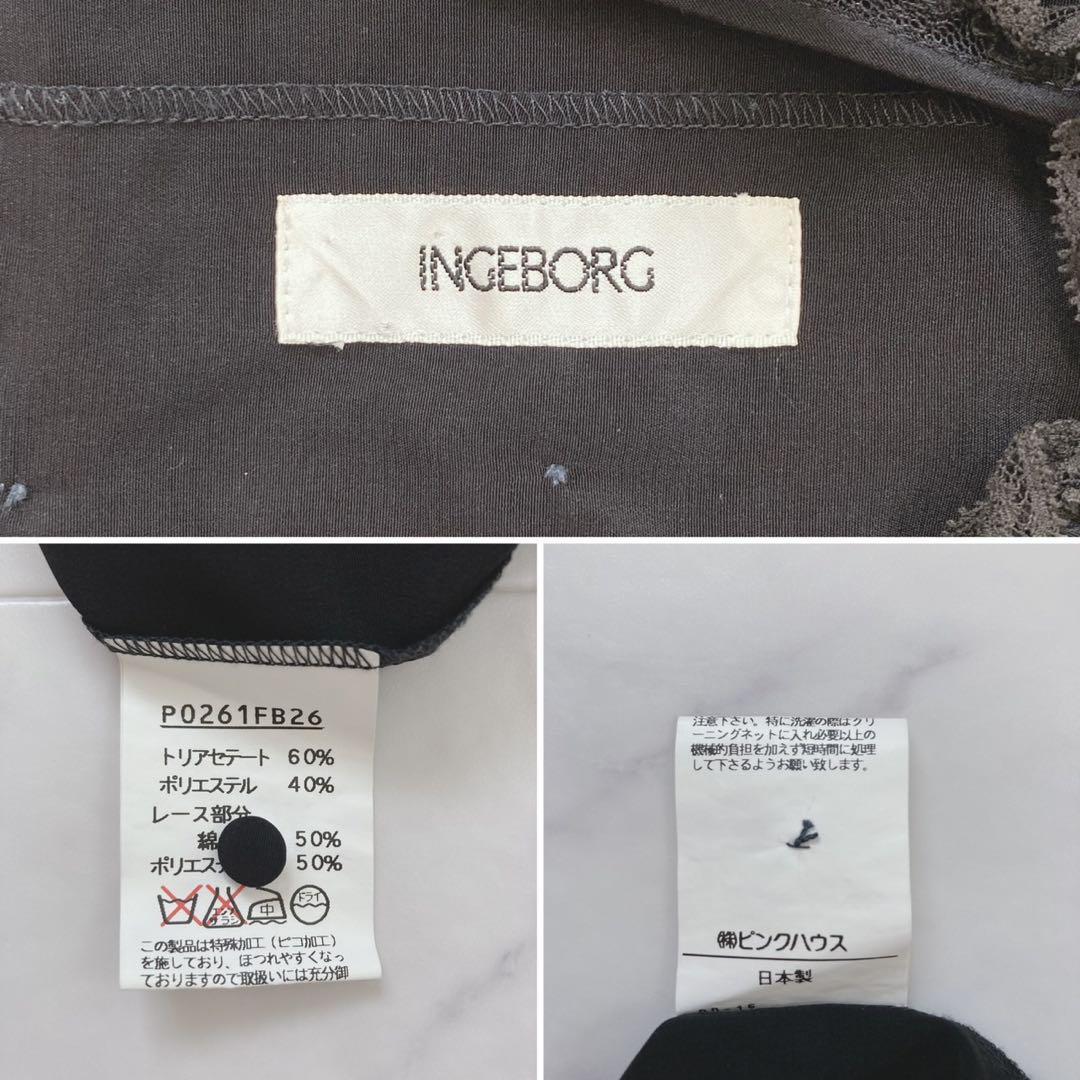 INGEBORG
P0261FB26
トリアセテート 60%
ポリエステル 40%
レース部分
綿 50%
ポリエステ 50%
エンソ
サラシ
中
ドライ
この製品は特殊加工(ピコ加工)
を施しており、ほつれやすくなっ
ておりますので取扱いには充分御
注意下さい。特に洗濯の際はクリ
ーニングネットに入れ必要以上の
機械的負担を加えず短時間に処理
して下さるようお願い致します。
㈱ピンクハウス
日本製